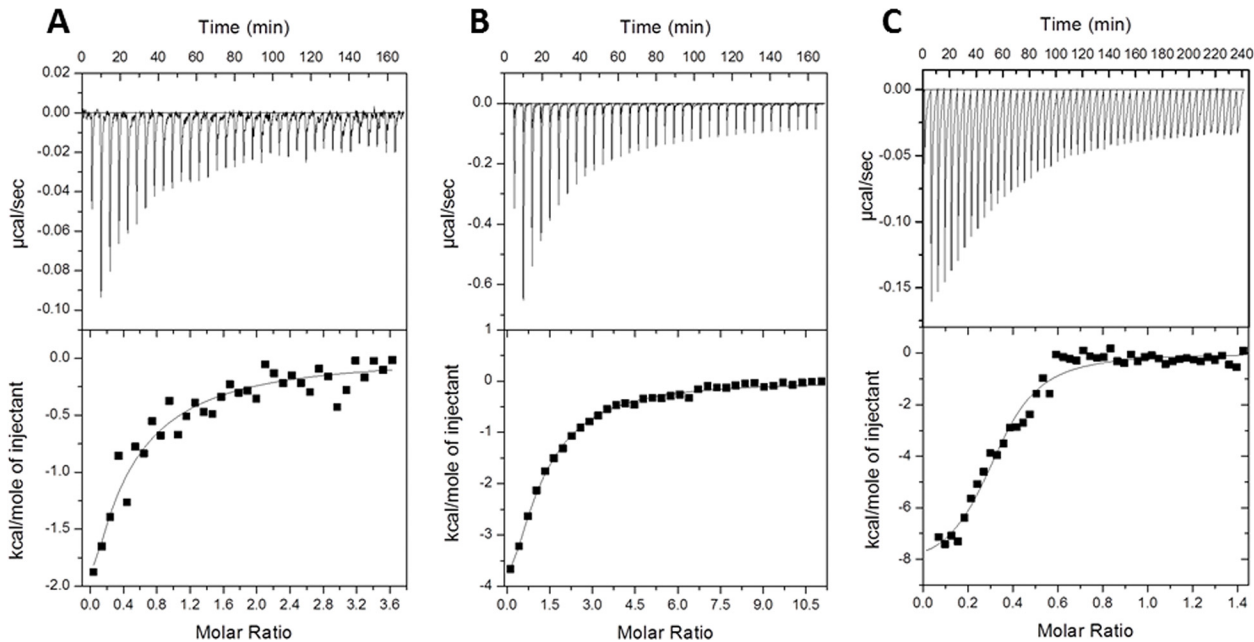 A
Time (min)
0 20 40 60 80 100 120 140 160
0.02
0.00
-0.02
-0.04
-0.06
-0.08
-0.10
µcal/sec
0.0
-0.5
-1.0
-1.5
-2.0
kcal/mole of injectant
0.0 0.4 0.8 1.2 1.6 2.0 2.4 2.8 3.2 3.6
Molar Ratio
B
Time (min)
0 20 40 60 80 100 120 140 160
0.0
-0.2
-0.4
-0.6
µcal/sec
1
0
-1
-2
-3
-4
kcal/mole of injectant
0.0 1.5 3.0 4.5 6.0 7.5 9.0 10.5
Molar Ratio
C
Time (min)
0 20 40 60 80 100 120 140 160 180 200 220 240
0.00
-0.05
-0.10
-0.15
µcal/sec
0
-2
-4
-6
-8
kcal/mole of injectant
0.0 0.2 0.4 0.6 0.8 1.0 1.2 1.4
Molar Ratio